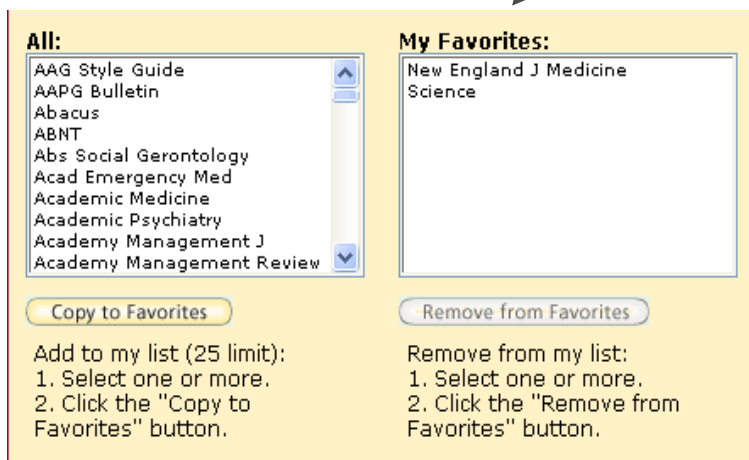 All:
AAG Style Guide
AAPG Bulletin
Abacus
ABNT
Abs Social Gerontology
Acad Emergency Med
Academic Medicine
Academic Psychiatry
Academy Management J
Academy Management Review
Copy to Favorites
Add to my list (25 limit):
1. Select one or more.
2. Click the "Copy to
Favorites" button.
My Favorites:
New England J Medicine
Science
Remove from Favorites
Remove from my list:
1. Select one or more.
2. Click the "Remove from
Favorites" button.